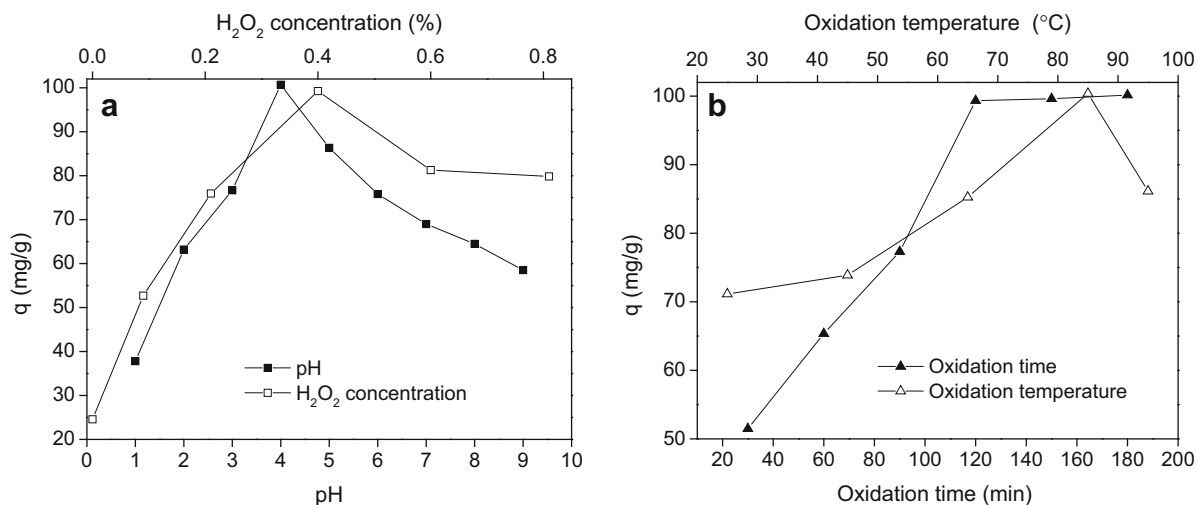 H₂O₂ concentration (%)
0.0 0.2 0.4 0.6 0.8
a
q (mg/g)
100
90
80
70
60
50
40
30
20
pH
H₂O₂ concentration
0 1 2 3 4 5 6 7 8 9 10
pH
Oxidation temperature (°C)
20 30 40 50 60 70 80 90 100
b
q (mg/g)
100
90
80
70
60
50
Oxidation time
Oxidation temperature
20 40 60 80 100 120 140 160 180 200
Oxidation time (min)